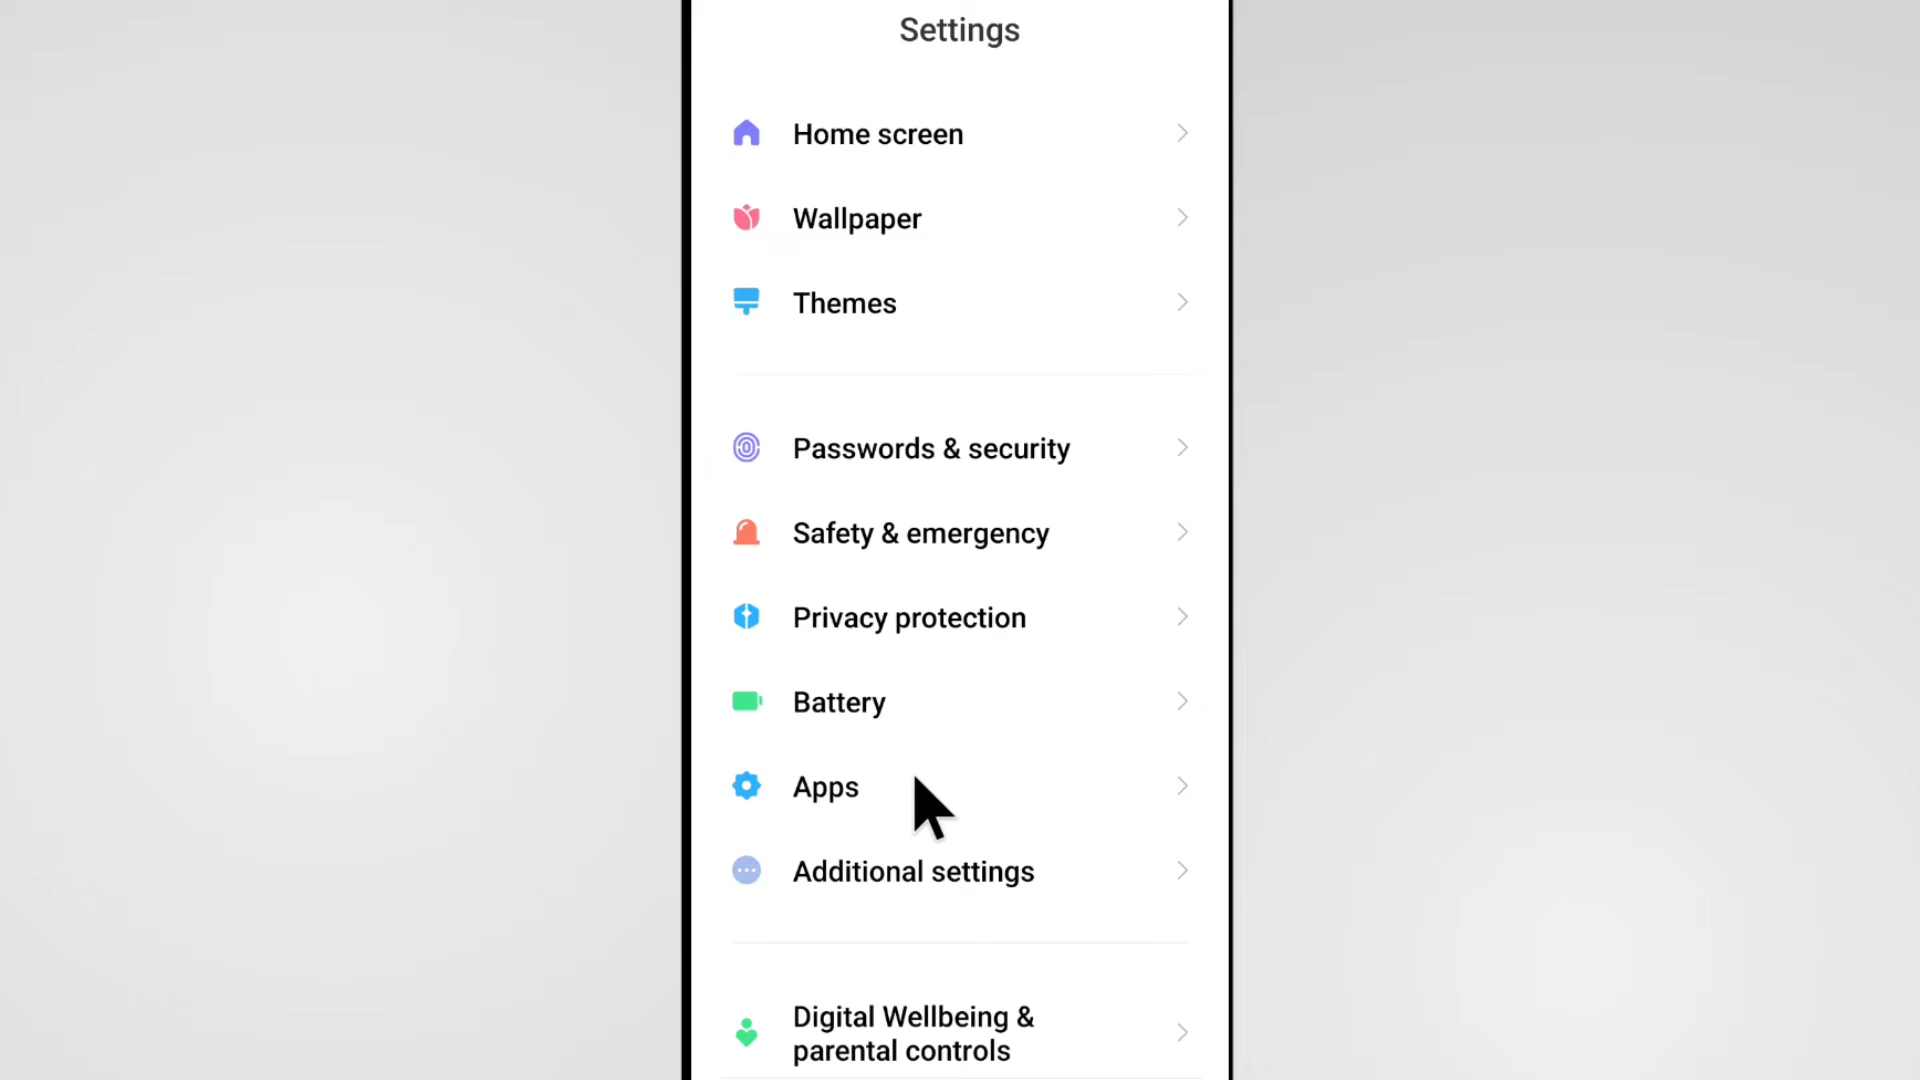 Settings
Home screen
Wallpaper
Themes
Passwords & security
Safety & emergency
Privacy protection
Battery
Apps
Additional settings
Digital Wellbeing &
parental controls